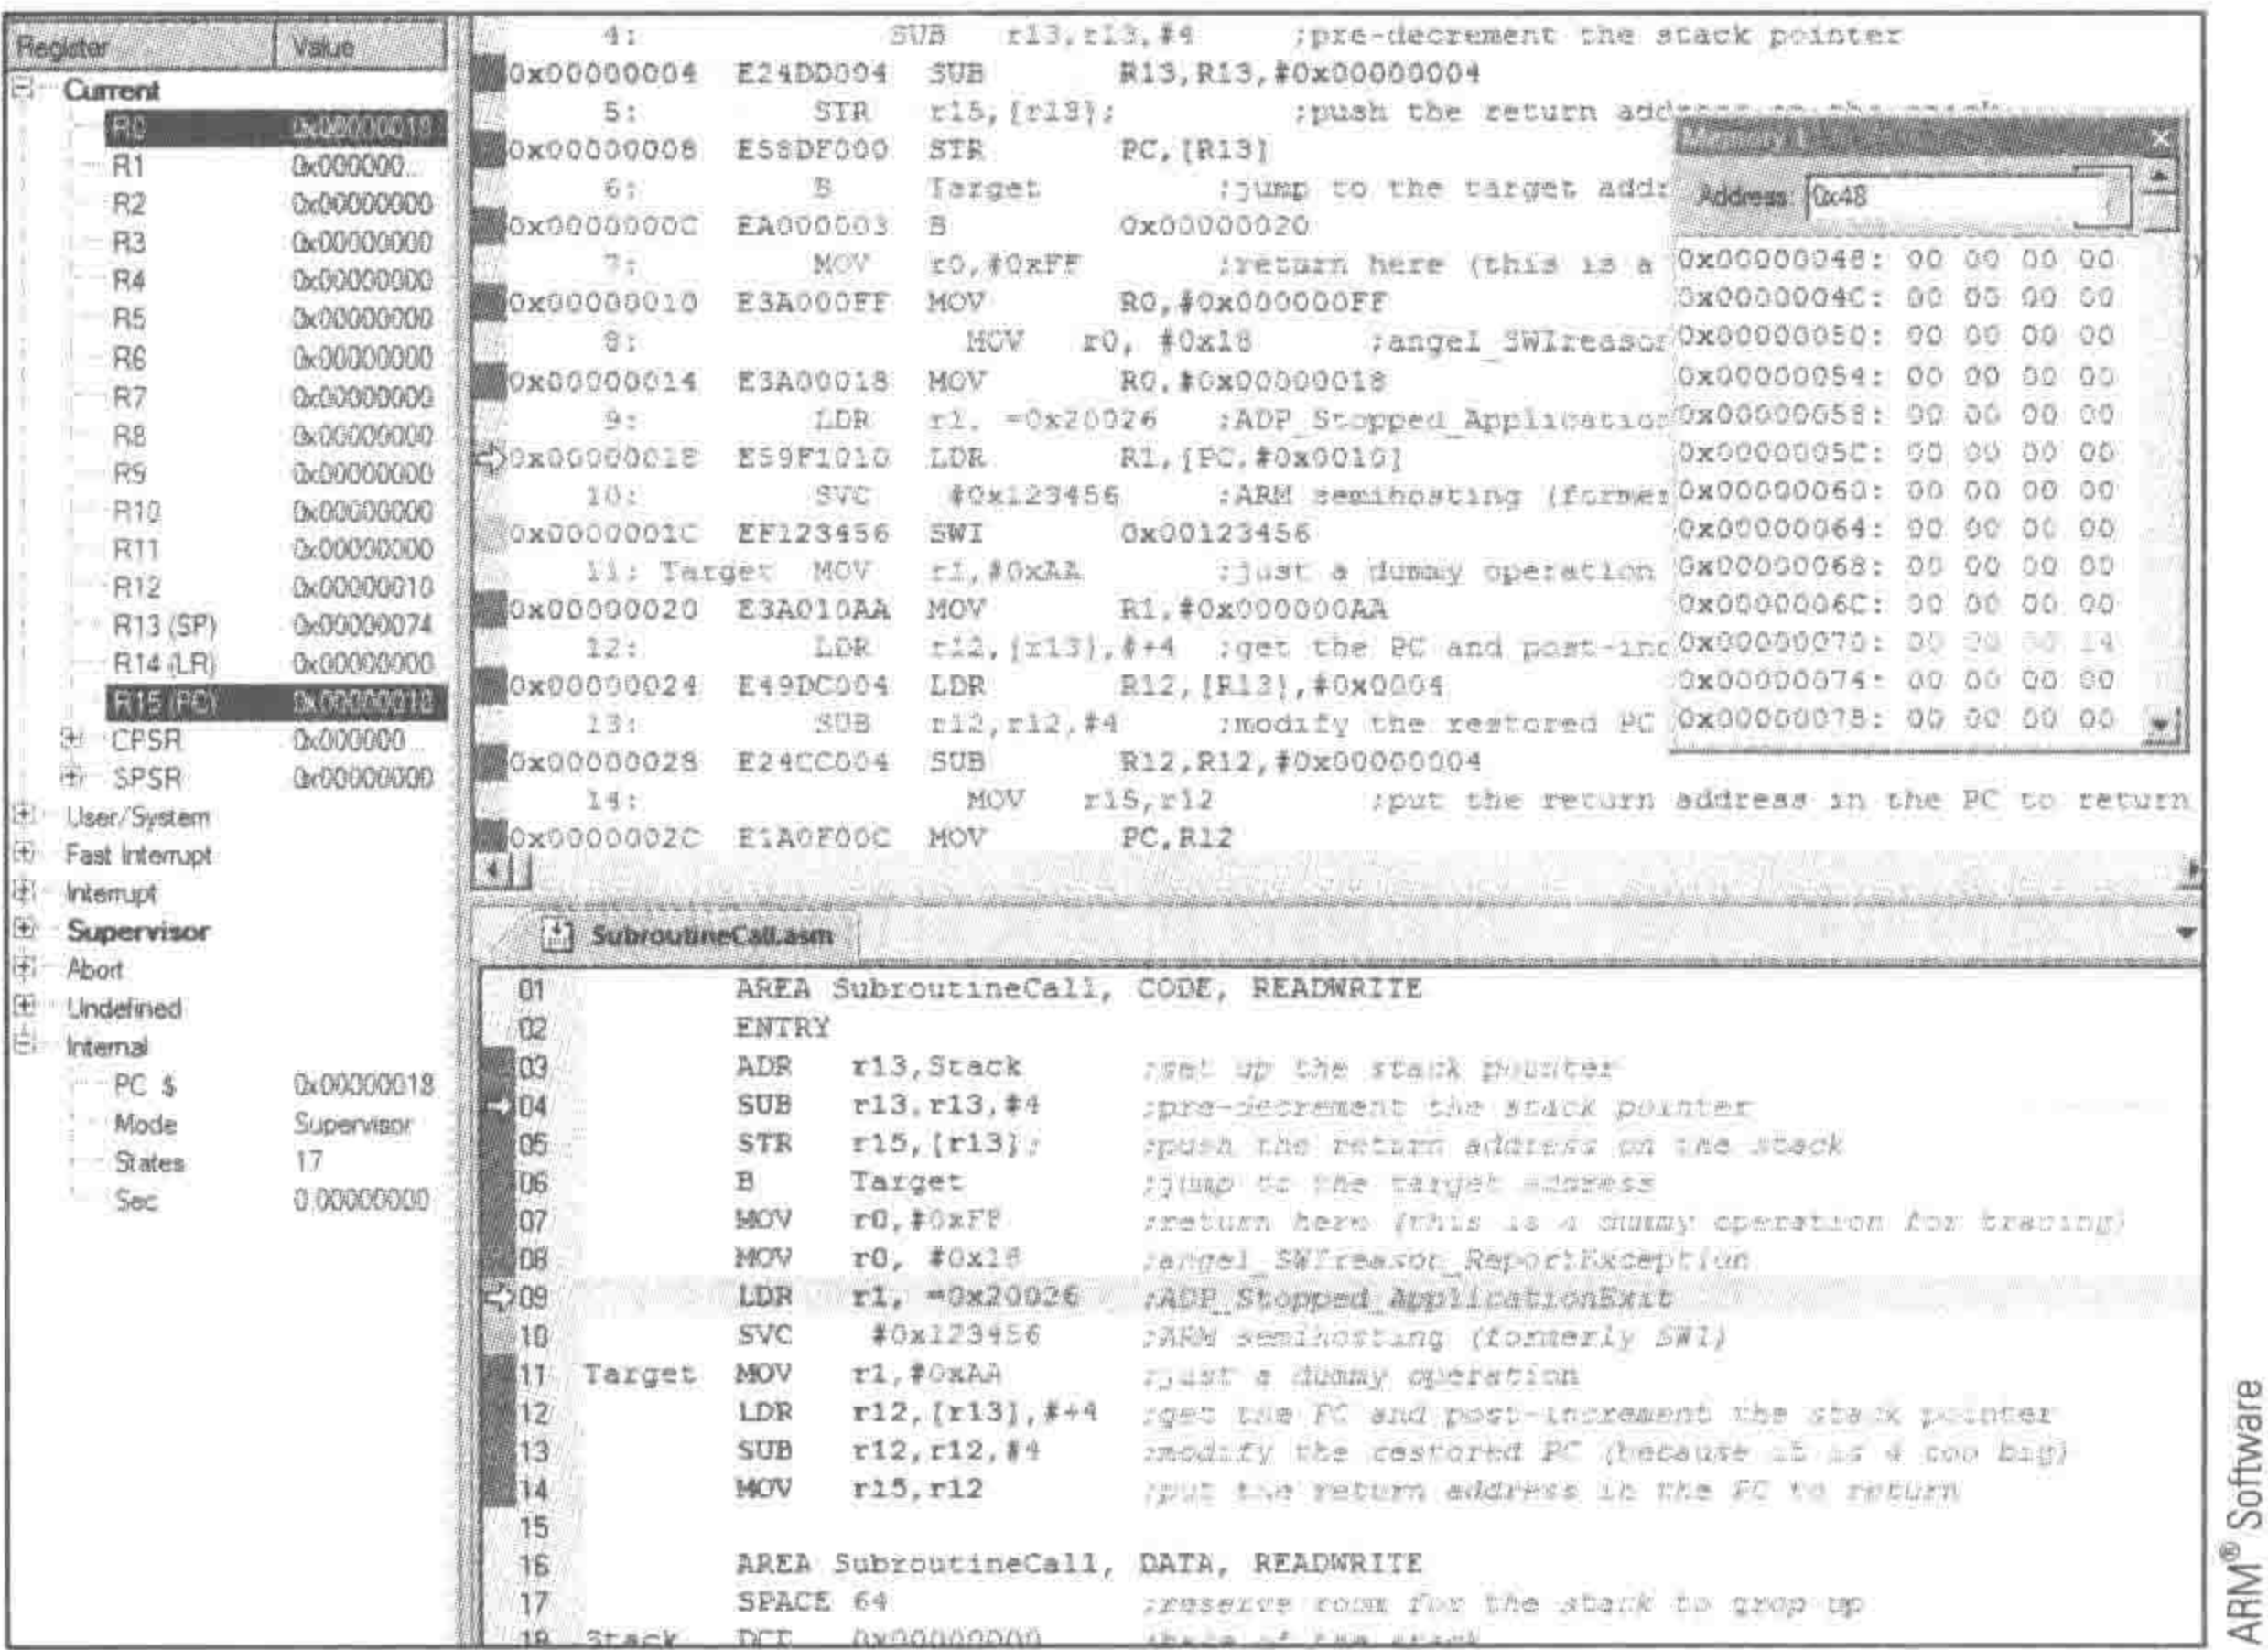 Register Value
Current
R0 0x00000018
R1 0x000000...
R2 0x00000000
R3 0x00000000
R4 0x00000000
R5 0x00000000
R6 0x00000000
R7 0x00000000
R8 0x00000000
R9 0x00000000
R10 0x00000000
R11 0x00000000
R12 0x00000010
R13 (SP) 0x00000074
R14 (LR) 0x00000000
R15 (PC) 0x00000018
CPSR 0x000000...
SPSR 0x00000000
User/System
Fast Interrupt
Interrupt
Supervisor
Abort
Undefined
Internal
PC $ 0x00000018
Mode Supervisor
States 17
Sec 0.00000000
4: SUB r13,r13,#4 ;pre-decrement the stack pointer
0x00000004 E24DD004 SUB R13,R13,#0x00000004
5: STR r15,[r13]; ;push the return address on the stack
0x00000008 E58DF000 STR PC,[R13]
6: B Target ;jump to the target addr
0x0000000C EA000003 B 0x00000020
7: MOV r0,#0xFF ;return here (this is a
0x00000010 E3A000FF MOV R0,#0x000000FF
8: MOV r0, #0x18 ;angel_SWIreason
0x00000014 E3A00018 MOV R0,#0x00000018
9: LDR r1, =0x20026 ;ADP_Stopped_Application
0x00000018 E59F1010 LDR R1,[PC,#0x0010]
10: SVC #0x123456 ;ARM semihosting (former
0x0000001C EF123456 SWI 0x00123456
11: Target MOV r1,#0xAA ;just a dummy operation
0x00000020 E3A010AA MOV R1,#0x000000AA
12: LDR r12,[r13],#+4 ;get the PC and post-inc
0x00000024 E49DC004 LDR R12,[R13],#0x0004
13: SUB r12,r12,#4 ;modify the restored PC
0x00000028 E24CC004 SUB R12,R12,#0x00000004
14: MOV r15,r12 ;put the return address in the PC to return
0x0000002C E1A0F00C MOV PC,R12
Memory 1
Address: 0x48
0x00000048: 00 00 00 00
0x0000004C: 00 00 00 00
0x00000050: 00 00 00 00
0x00000054: 00 00 00 00
0x00000058: 00 00 00 00
0x0000005C: 00 00 00 00
0x00000060: 00 00 00 00
0x00000064: 00 00 00 00
0x00000068: 00 00 00 00
0x0000006C: 00 00 00 00
0x00000070: 00 00 00 14
0x00000074: 00 00 00 00
0x00000078: 00 00 00 00
SubroutineCall.asm
01 AREA SubroutineCall, CODE, READWRITE
02 ENTRY
03 ADR r13,Stack ;set up the stack pointer
04 SUB r13,r13,#4 ;pre-decrement the stack pointer
05 STR r15,[r13]; ;push the return address on the stack
06 B Target ;jump to the target address
07 MOV r0,#0xFF ;return here (this is a dummy operation for tracing)
08 MOV r0, #0x18 ;angel_SWIreason_ReportException
09 LDR r1, =0x20026 ;ADP_Stopped_ApplicationExit
10 SVC #0x123456 ;ARM semihosting (formerly SWI)
11 Target MOV r1,#0xAA ;just a dummy operation
12 LDR r12,[r13],#+4 ;get the PC and post-increment the stack pointer
13 SUB r12,r12,#4 ;modify the restored PC (because it is 4 too big)
14 MOV r15,r12 ;put the return address in the PC to return
15
16 AREA SubroutineCall, DATA, READWRITE
17 SPACE 64 ;reserve room for the stack to grop up
18 Stack DCD 0x00000000 ;base of the stack
ARM® Software